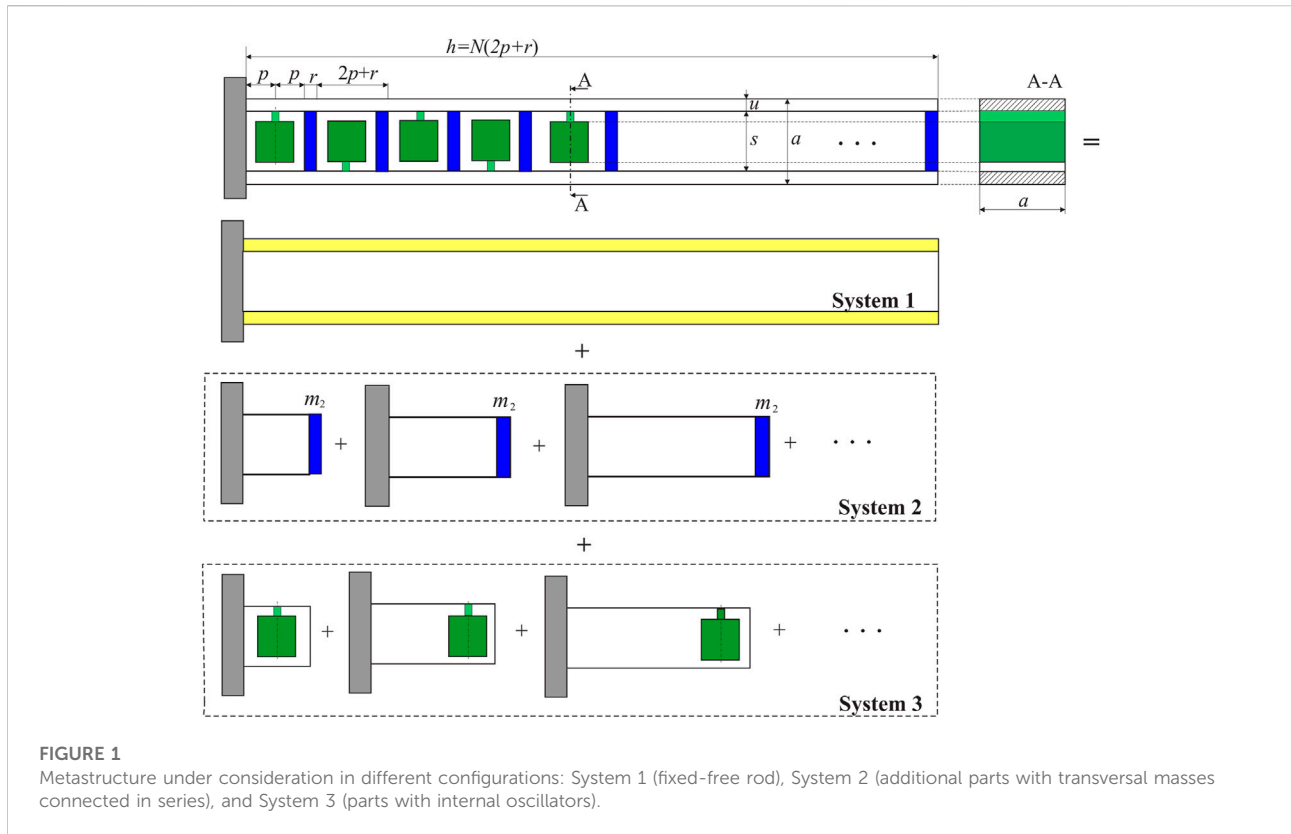 h=N(2p+r)
p p r 2p+r A A-A
u
s a . . . =
A a
System 1
+
m2 m2 m2
+ + + . . .
System 2
+
+ + + . . .
System 3
FIGURE 1
Metastructure under consideration in different configurations: System 1 (fixed-free rod), System 2 (additional parts with transversal masses
connected in series), and System 3 (parts with internal oscillators).